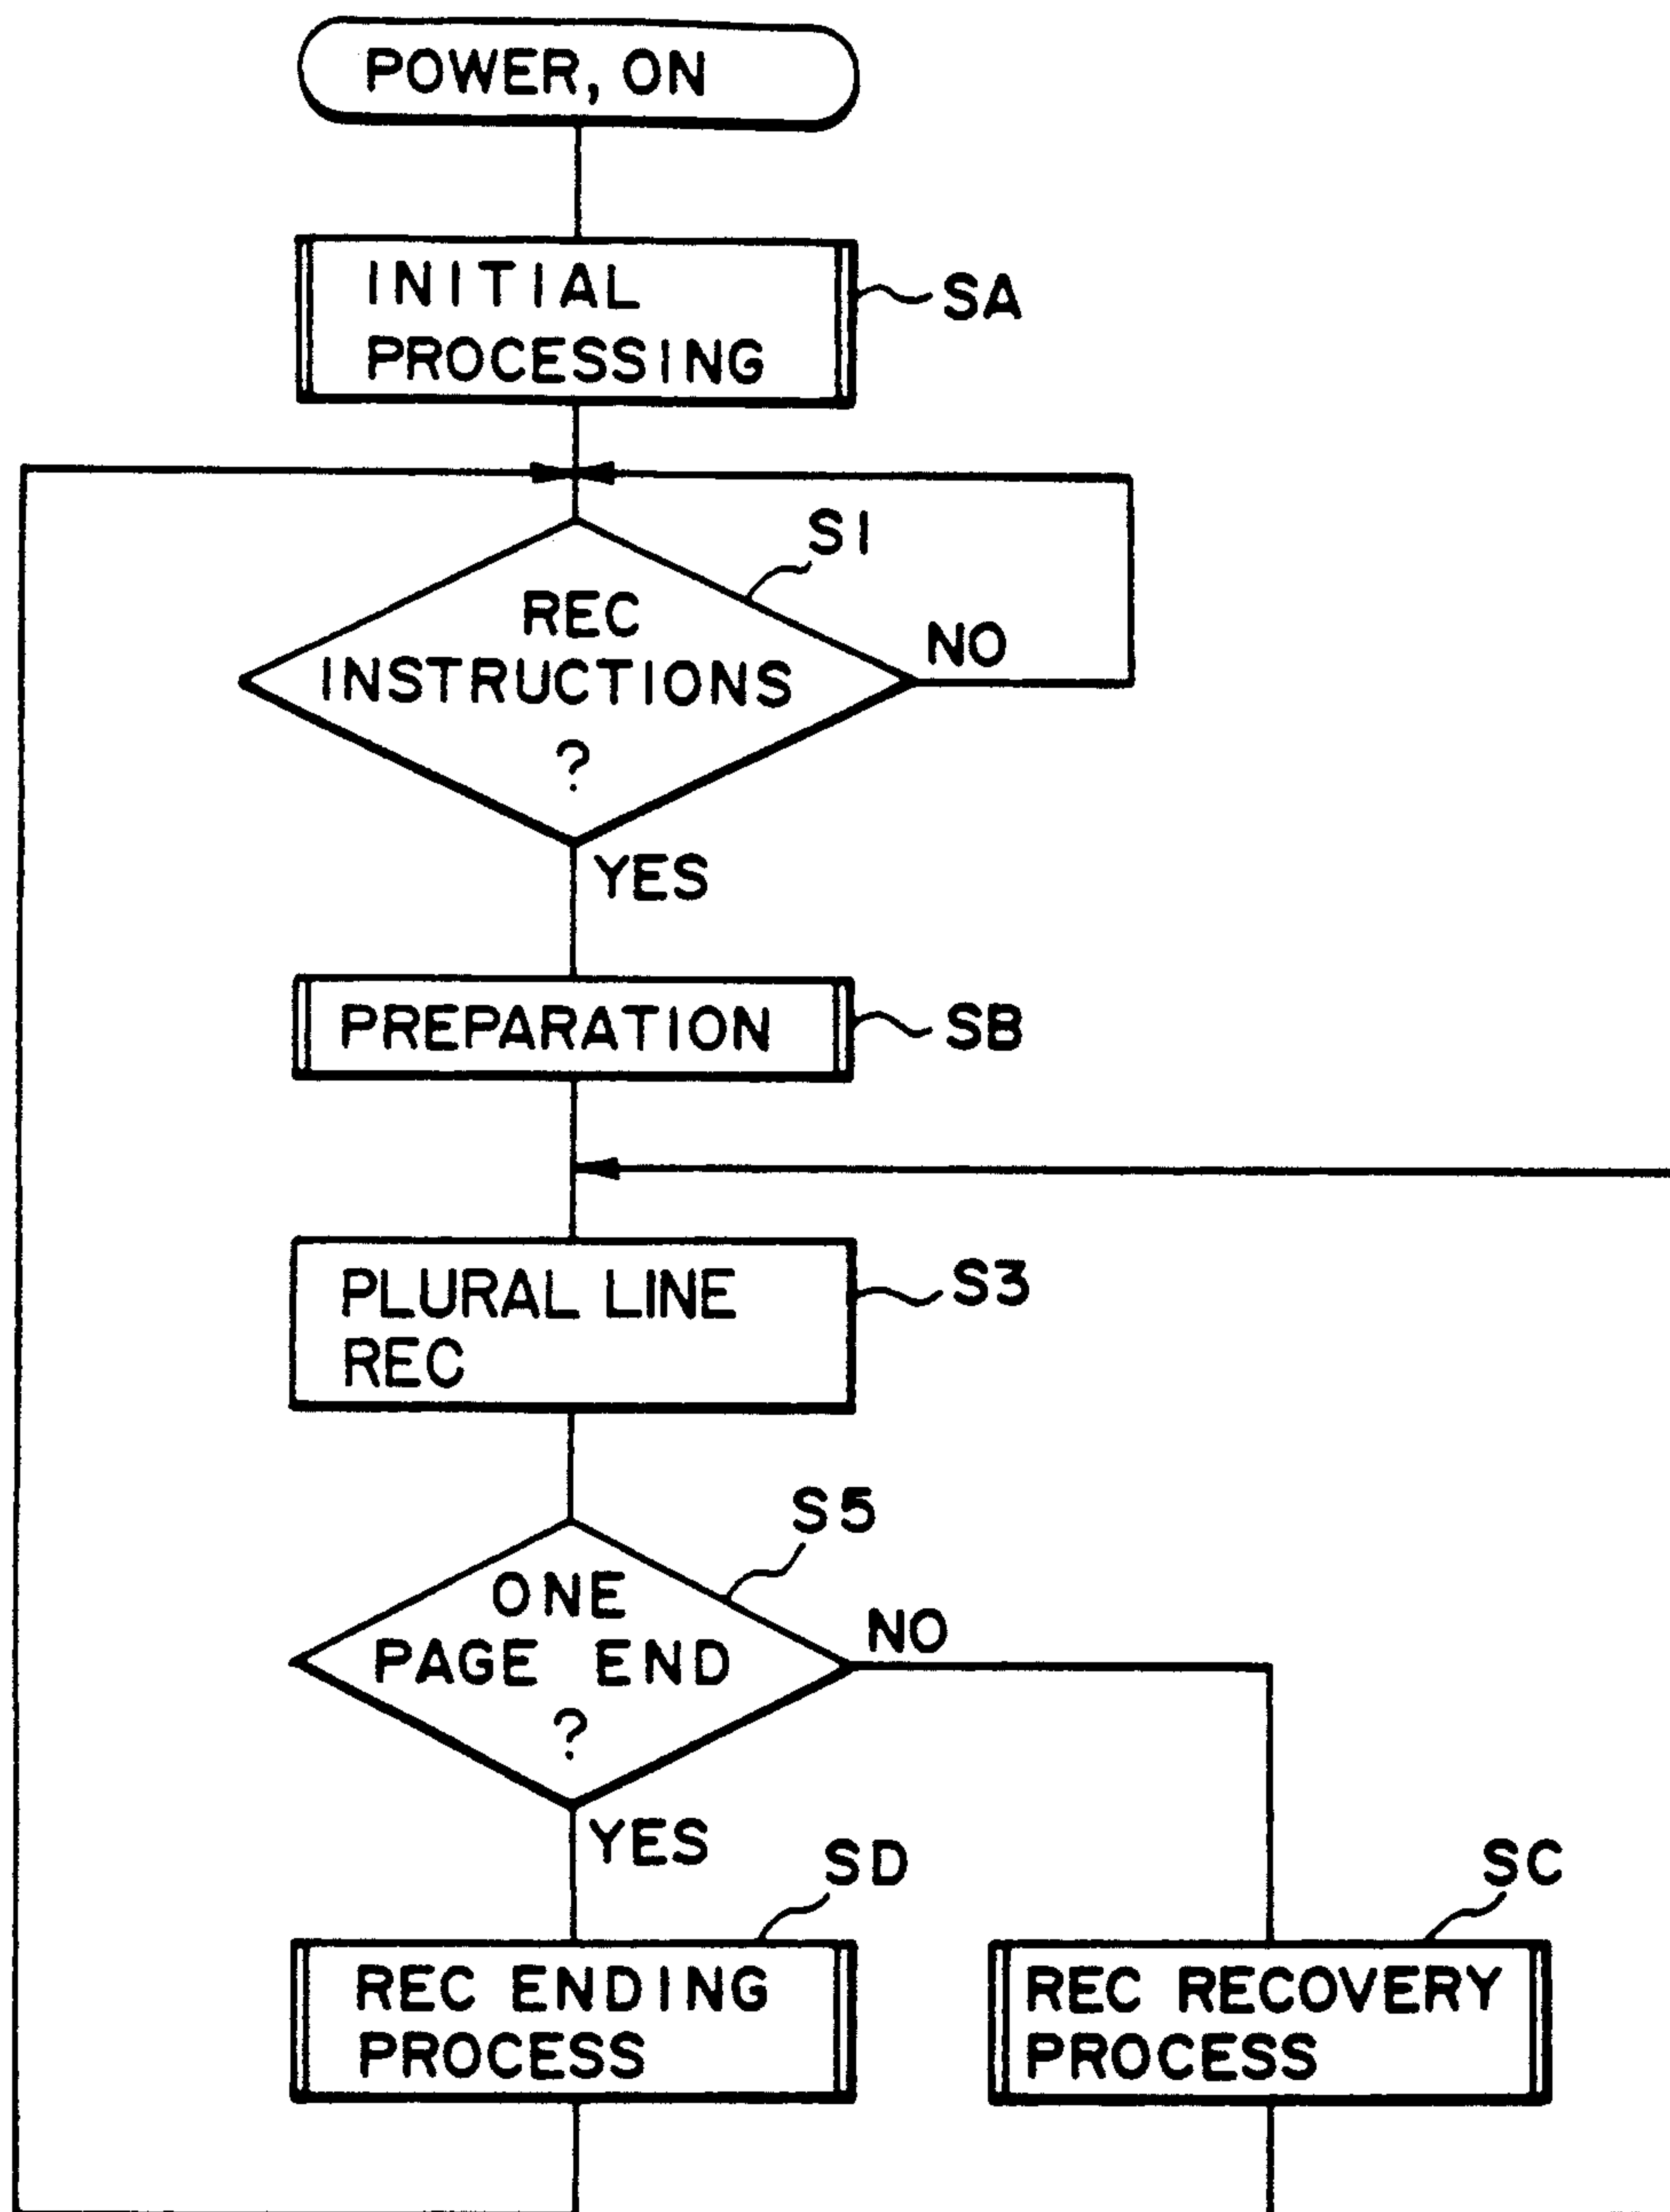 POWER, ON
INITIAL
PROCESSING
SA
S1
REC
INSTRUCTIONS
?
NO
YES
PREPARATION
SB
PLURAL LINE
REC
S3
S5
ONE
PAGE END
?
NO
YES
SD
SC
REC ENDING
PROCESS
REC RECOVERY
PROCESS